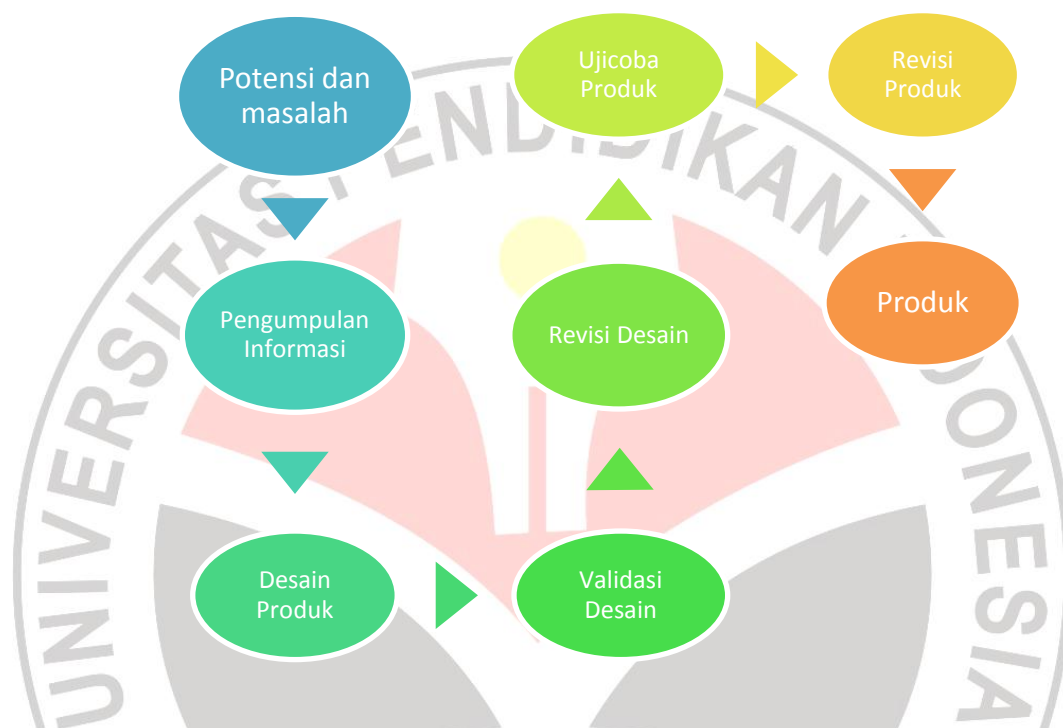 Potensi dan
masalah
Pengumpulan
Informasi
Desain
Produk
Validasi
Desain
Revisi Desain
Ujicoba
Produk
Revisi
Produk
Produk
UNIVERSITAS PENDIDIKAN INDONESIA